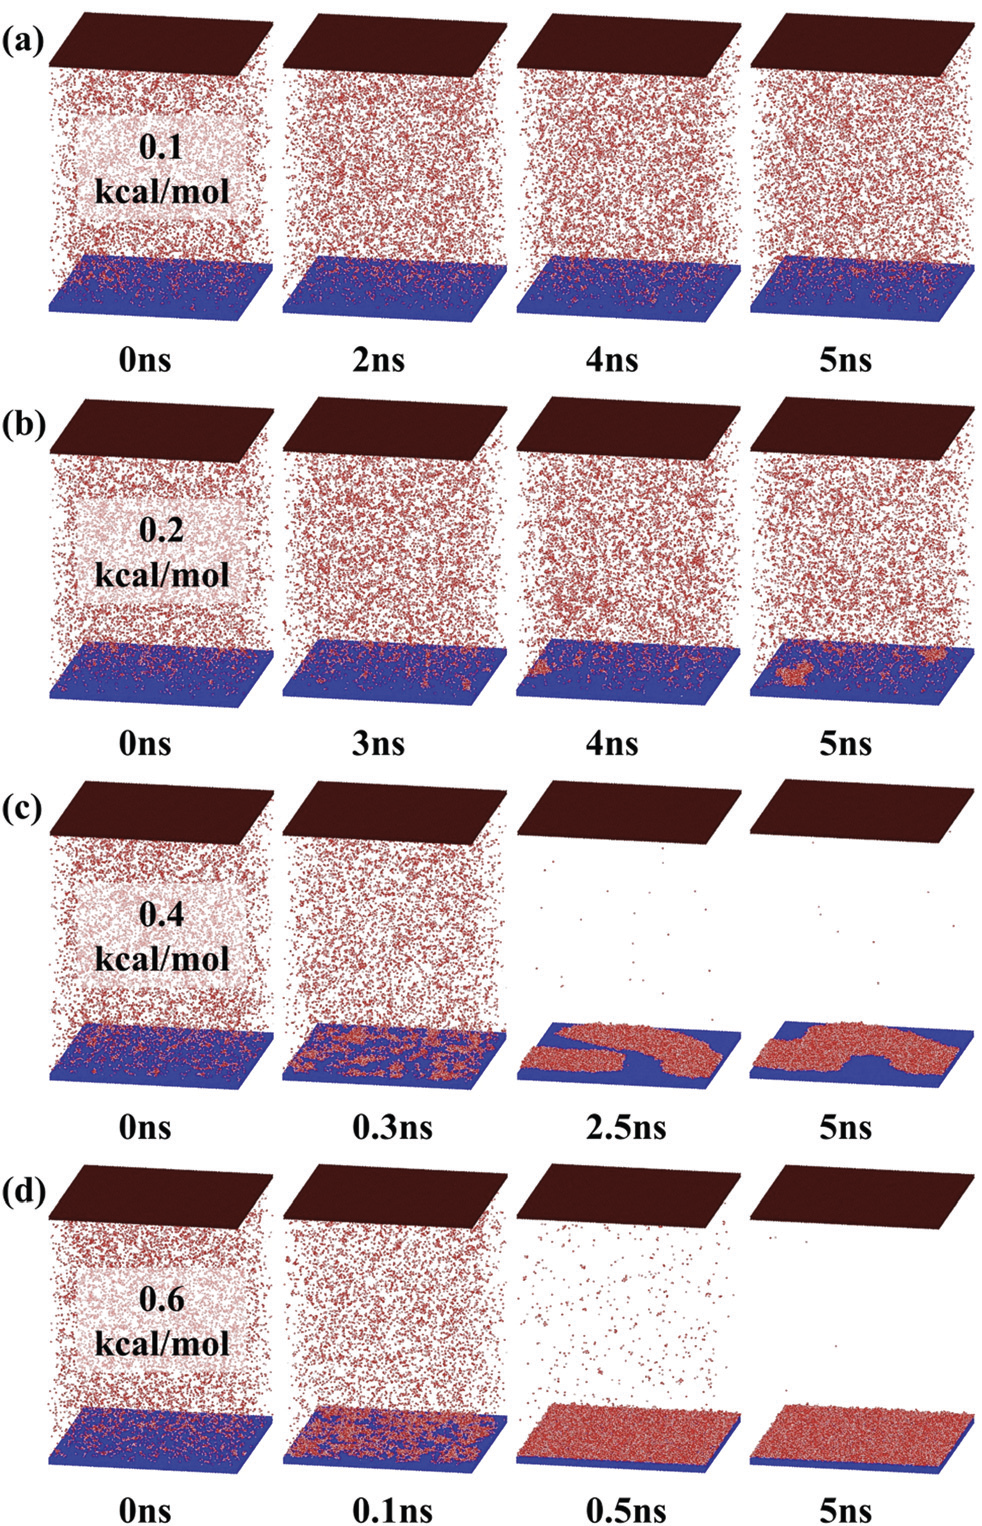 (a)
0.1
kcal/mol
0ns 2ns 4ns 5ns
(b)
0.2
kcal/mol
0ns 3ns 4ns 5ns
(c)
0.4
kcal/mol
0ns 0.3ns 2.5ns 5ns
(d)
0.6
kcal/mol
0ns 0.1ns 0.5ns 5ns